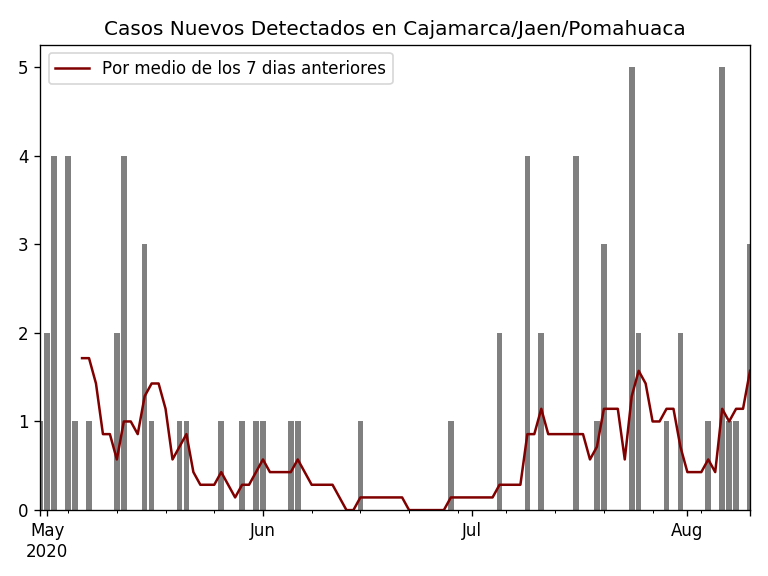 Casos Nuevos Detectados en Cajamarca/Jaen/Pomahuaca
Por medio de los 7 dias anteriores
5
4
3
2
1
0
May Jun Jul Aug
2020